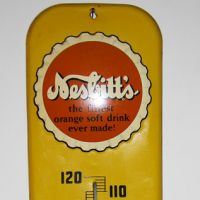 Nesbitt's
the finest
orange soft drink
ever made!
120
110